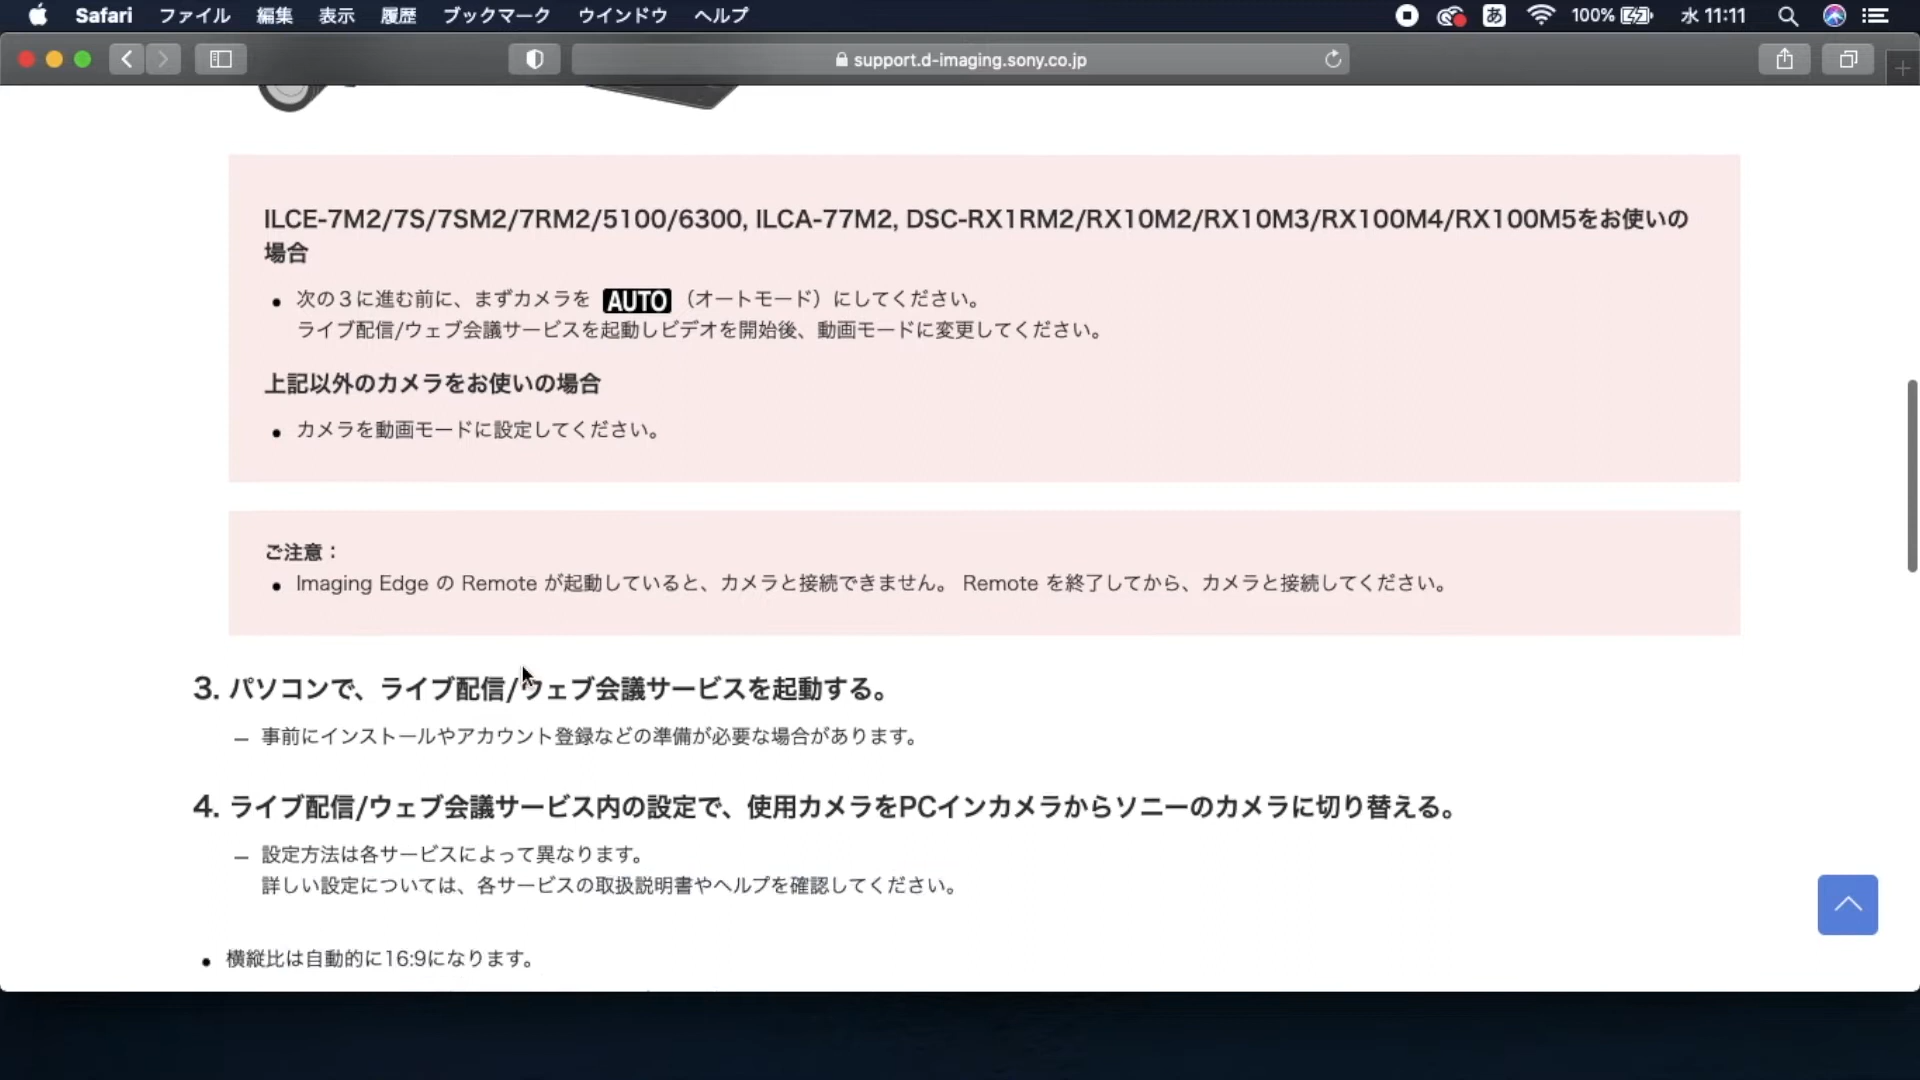 Safari ファイル 編集 表示 履歴 ブックマーク ウインドウ ヘルプ あ 100% 水 11:11
support.d-imaging.sony.co.jp
ILCE-7M2/7S/7SM2/7RM2/5100/6300, ILCA-77M2, DSC-RX1RM2/RX10M2/RX10M3/RX100M4/RX100M5をお使いの
場合
• 次の３に進む前に、まずカメラを AUTO （オートモード）にしてください。
ライブ配信/ウェブ会議サービスを起動しビデオを開始後、動画モードに変更してください。
上記以外のカメラをお使いの場合
• カメラを動画モードに設定してください。
ご注意：
• Imaging Edge の Remote が起動していると、カメラと接続できません。 Remote を終了してから、カメラと接続してください。
3. パソコンで、ライブ配信/ウェブ会議サービスを起動する。
– 事前にインストールやアカウント登録などの準備が必要な場合があります。
4. ライブ配信/ウェブ会議サービス内の設定で、使用カメラをPCインカメラからソニーのカメラに切り替える。
– 設定方法は各サービスによって異なります。
詳しい設定については、各サービスの取扱説明書やヘルプを確認してください。
• 横縦比は自動的に16:9になります。